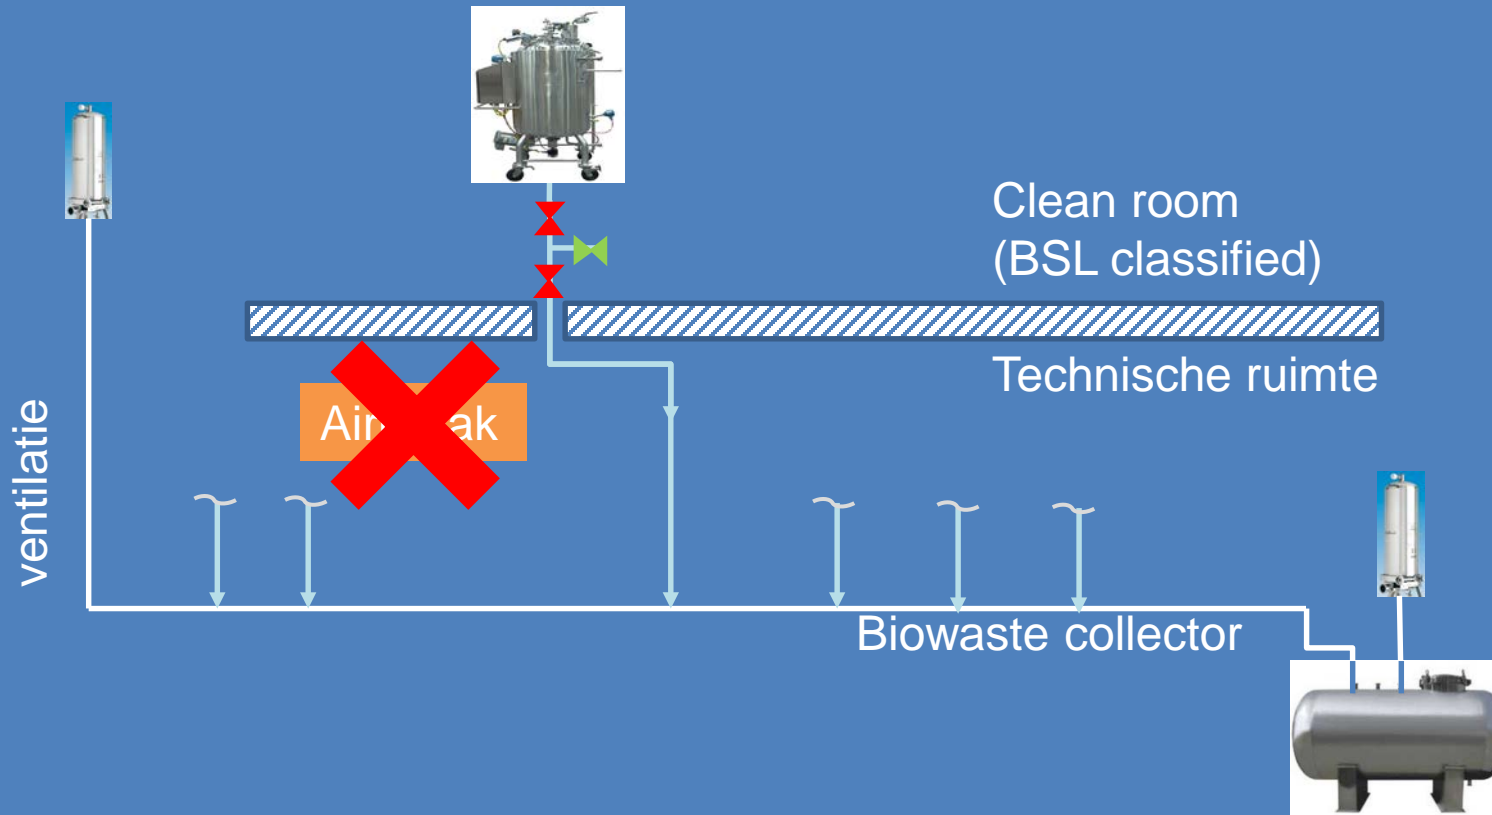 Clean room
(BSL classified)
Technische ruimte
ventilatie
Biowaste collector